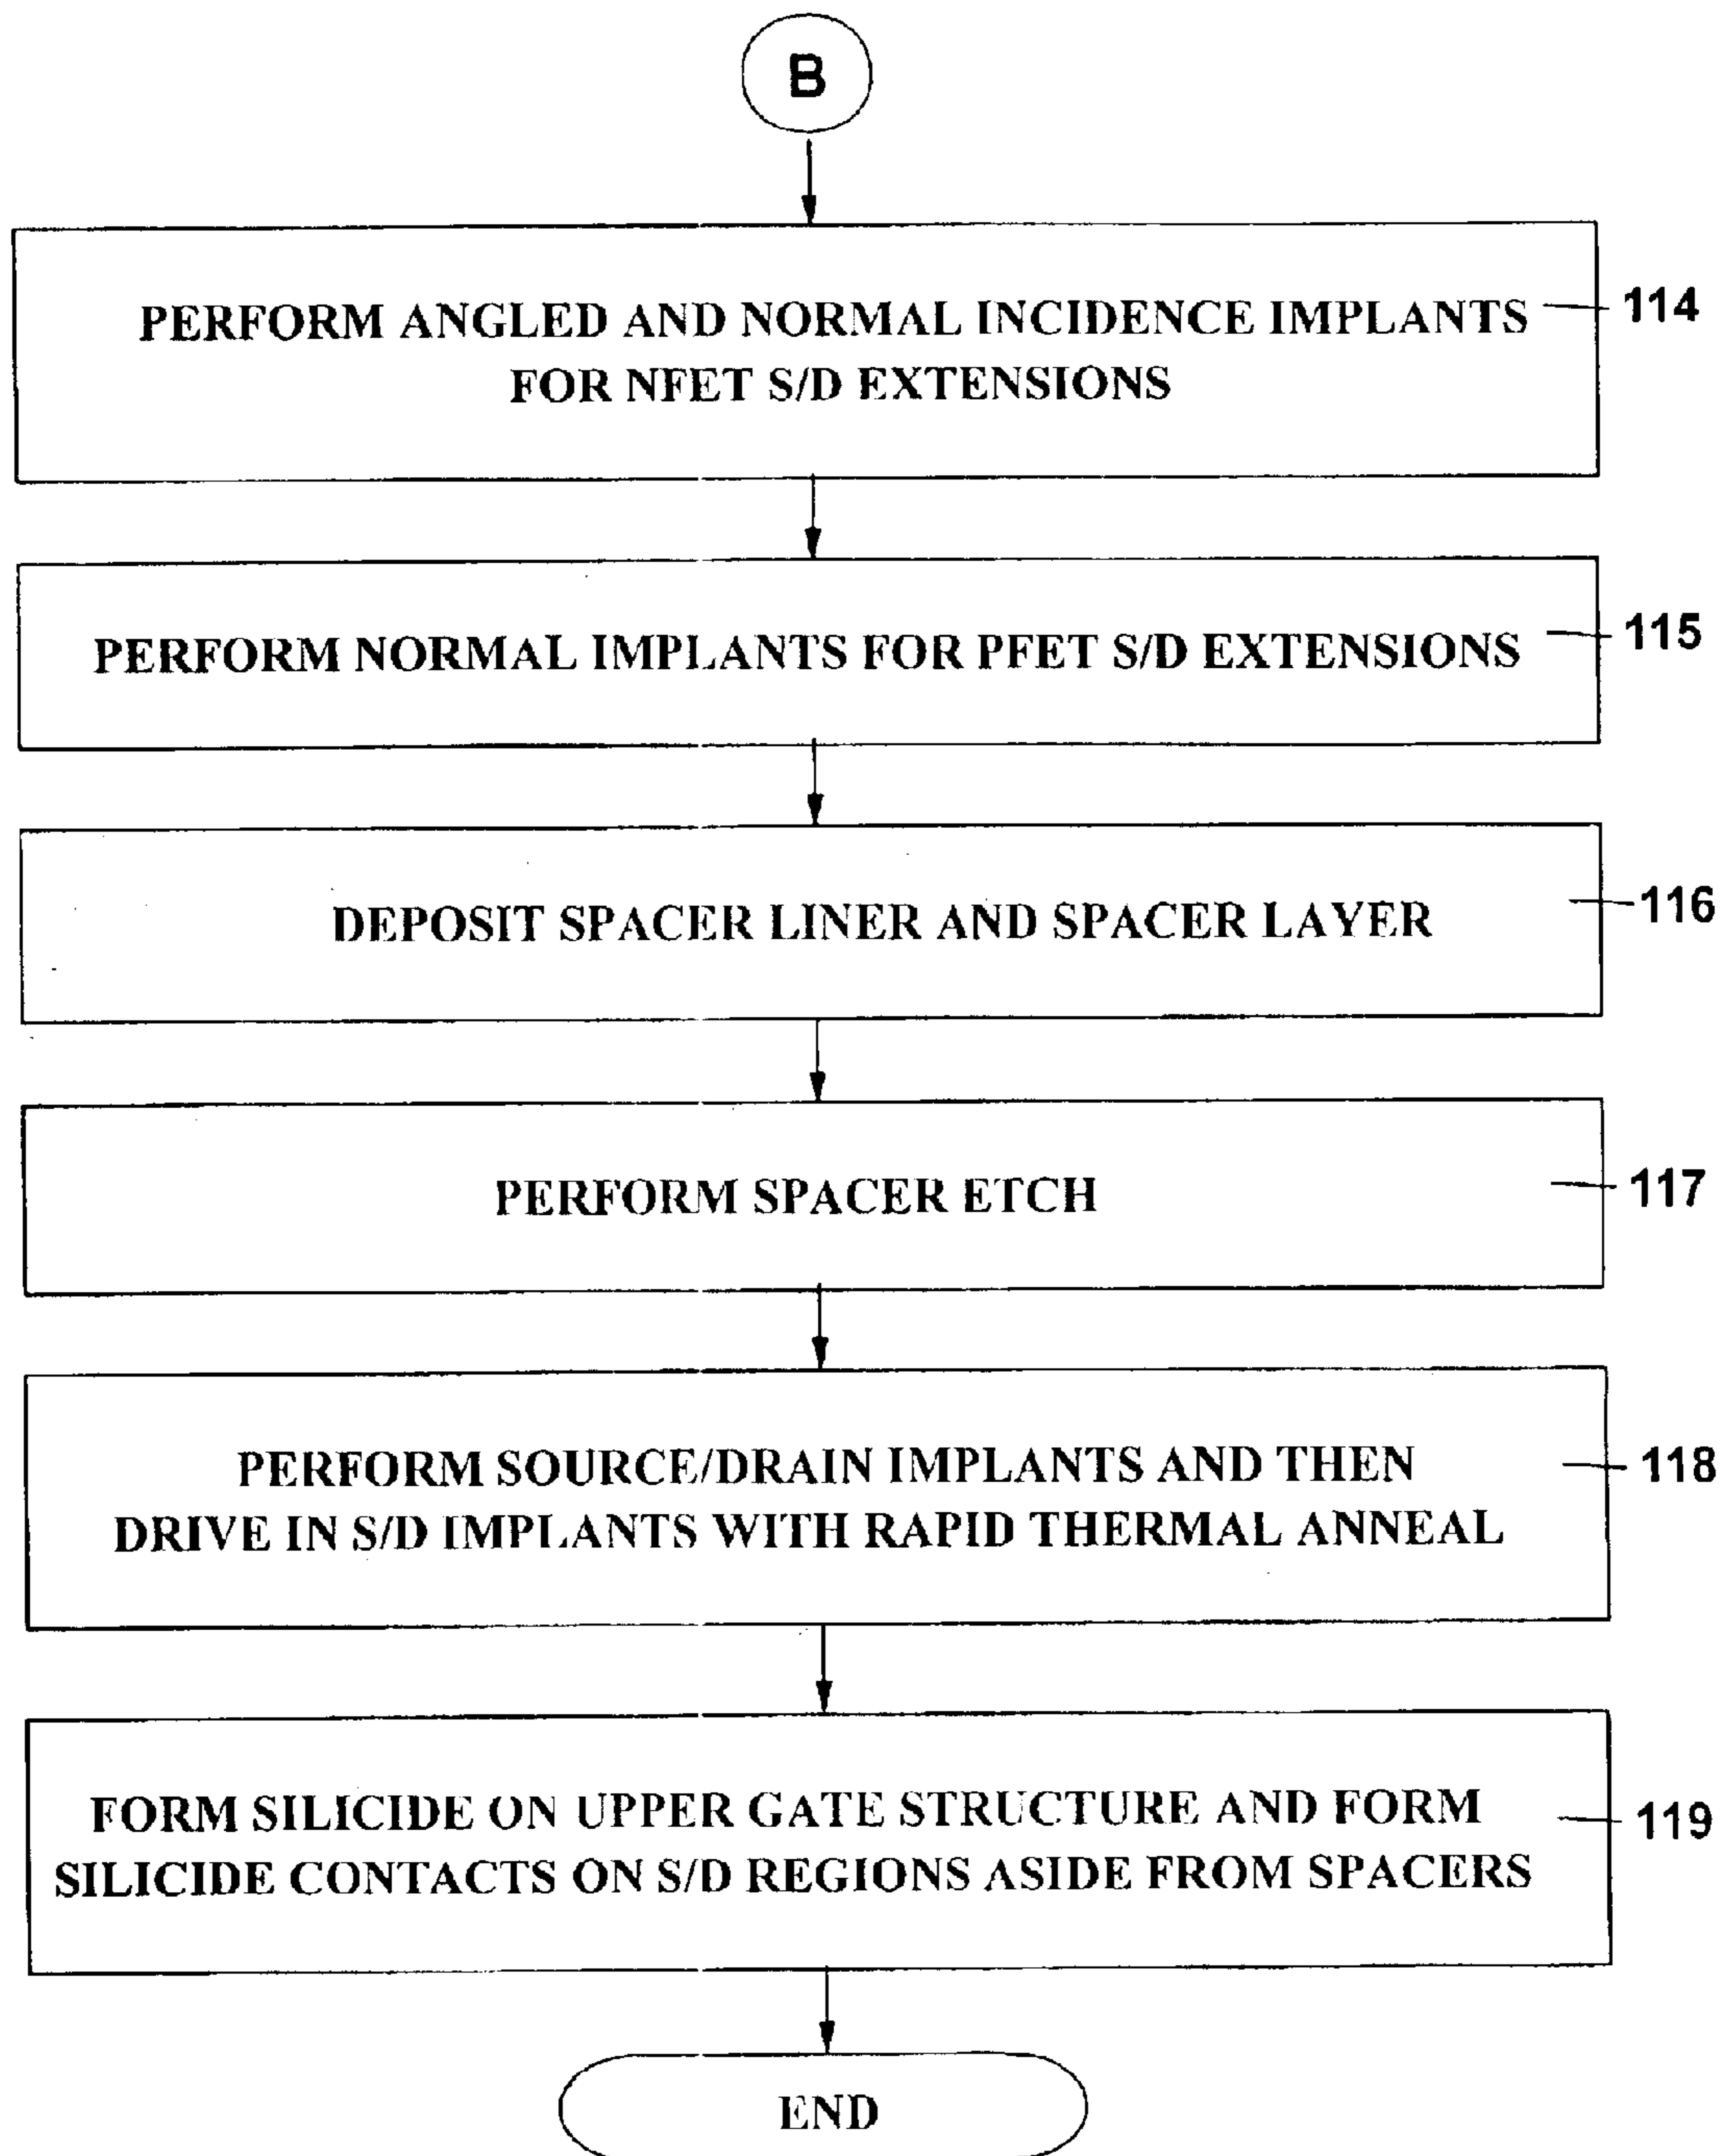 B
PERFORM ANGLED AND NORMAL INCIDENCE IMPLANTS
FOR NFET S/D EXTENSIONS
114
PERFORM NORMAL IMPLANTS FOR PFET S/D EXTENSIONS
115
DEPOSIT SPACER LINER AND SPACER LAYER
116
PERFORM SPACER ETCH
117
PERFORM SOURCE/DRAIN IMPLANTS AND THEN
DRIVE IN S/D IMPLANTS WITH RAPID THERMAL ANNEAL
118
FORM SILICIDE ON UPPER GATE STRUCTURE AND FORM
SILICIDE CONTACTS ON S/D REGIONS ASIDE FROM SPACERS
119
END